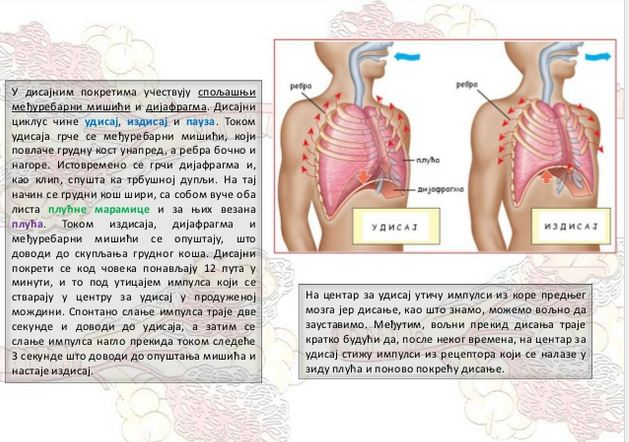 У дисајним покретима учествују спољашњи
међуребарни мишићи и дијафрагма. Дисајни
циклус чине удисај, издисај и пауза. Током
удисаја грче се међуребарни мишићи, који
повлаче грудну кост унапред, а ребра бочно и
нагоре. Истовремено се грчи дијафрагма и,
као клип, спушта ка трбушној дупљи. На тај
начин се грудни кош шири, са собом вуче оба
листа плућне марамице и за њих везана
плућа. Током издисаја, дијафрагма и
међуребарни мишићи се опуштају, што
доводи до скупљања грудног коша. Дисајни
покрети се код човека понављају 12 пута у
минути, и то под утицајем импулса који се
стварају у центру за удисај у продуженој
мождини. Спонтано слање импулса траје две
секунде и доводи до удисаја, а затим се
слање импулса нагло прекида током следеће
3 секунде што доводи до опуштања мишића и
настаје издисај.
ребра
плућа
дијафрагма
УДИСАЈ
ребра
ИЗДИСАЈ
На центар за удисај утичу импулси из коре предњег
мозга јер дисање, као што знамо, можемо вољно да
зауставимо. Међутим, вољни прекид дисања траје
кратко будући да, после неког времена, на центар за
удисај стижу импулси из рецептора који се налазе у
зиду плућа и поново покрећу дисање.